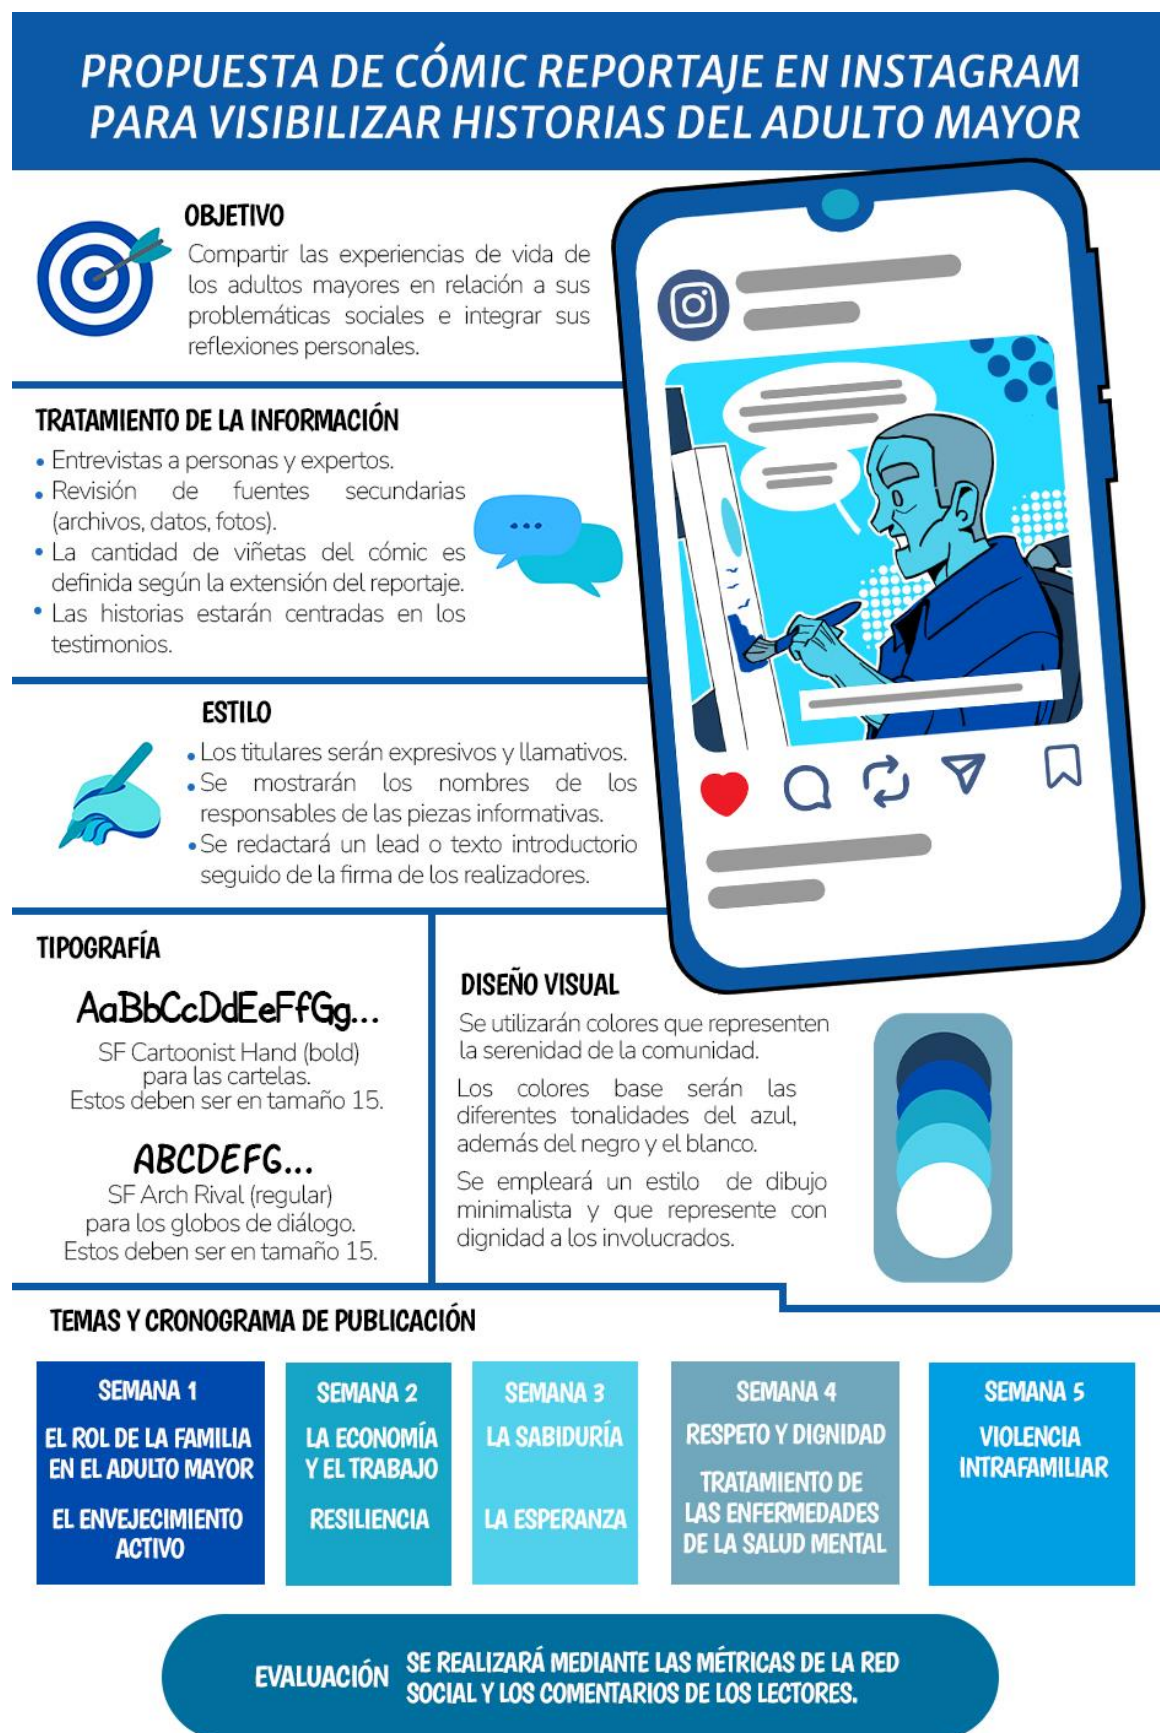 PROPUESTA DE CÓMIC REPORTAJE EN INSTAGRAM
PARA VISIBILIZAR HISTORIAS DEL ADULTO MAYOR
OBJETIVO
Compartir las experiencias de vida de
los adultos mayores en relación a sus
problemáticas sociales e integrar sus
reflexiones personales.
TRATAMIENTO DE LA INFORMACIÓN
• Entrevistas a personas y expertos.
• Revisión de fuentes secundarias
(archivos, datos, fotos).
• La cantidad de viñetas del cómic es
definida según la extensión del reportaje.
• Las historias estarán centradas en los
testimonios.
ESTILO
• Los titulares serán expresivos y llamativos.
• Se mostrarán los nombres de los
responsables de las piezas informativas.
• Se redactará un lead o texto introductorio
seguido de la firma de los realizadores.
TIPOGRAFÍA
AaBbCcDdEeFfGg...
SF Cartoonist Hand (bold)
para las cartelas.
Estos deben ser en tamaño 15.
ABCDEFG...
SF Arch Rival (regular)
para los globos de diálogo.
Estos deben ser en tamaño 15.
DISEÑO VISUAL
Se utilizarán colores que representen
la serenidad de la comunidad.
Los colores base serán las
diferentes tonalidades del azul,
además del negro y el blanco.
Se empleará un estilo de dibujo
minimalista y que represente con
dignidad a los involucrados.
TEMAS Y CRONOGRAMA DE PUBLICACIÓN
SEMANA 1
EL ROL DE LA FAMILIA
EN EL ADULTO MAYOR
EL ENVEJECIMIENTO
ACTIVO
SEMANA 2
LA ECONOMÍA
Y EL TRABAJO
RESILIENCIA
SEMANA 3
LA SABIDURÍA
LA ESPERANZA
SEMANA 4
RESPETO Y DIGNIDAD
TRATAMIENTO DE
LAS ENFERMEDADES
DE LA SALUD MENTAL
SEMANA 5
VIOLENCIA
INTRAFAMILIAR
EVALUACIÓN
SE REALIZARÁ MEDIANTE LAS MÉTRICAS DE LA RED
SOCIAL Y LOS COMENTARIOS DE LOS LECTORES.